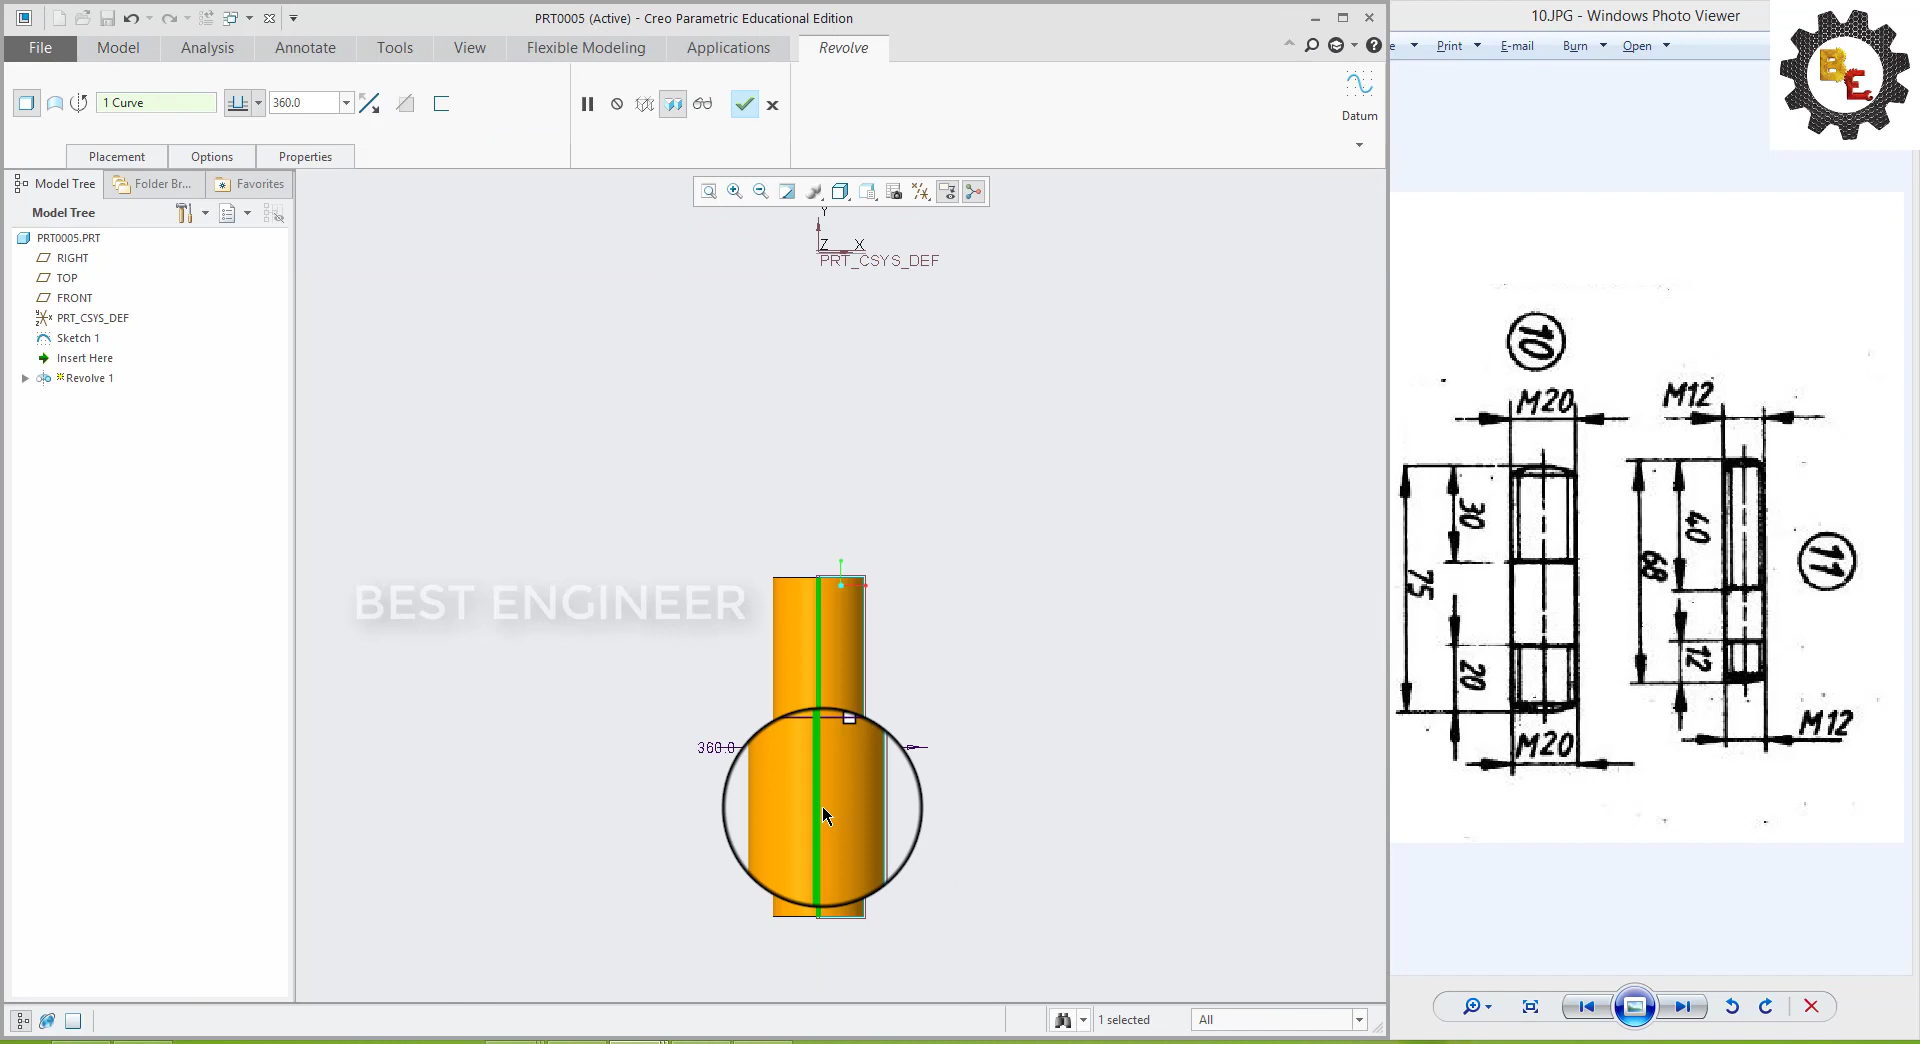 PRT0005 (Active) - Creo Parametric Educational Edition
File Model Analysis Annotate Tools View Flexible Modeling Applications Revolve
1 Curve 360.0
Datum
Placement Options Properties
Model Tree Folder Br... Favorites
Model Tree
PRT0005.PRT
RIGHT
TOP
FRONT
PRT_CSYS_DEF
Sketch 1
Insert Here
Revolve 1
Y
Z X
PRT_CSYS_DEF
BEST ENGINEER
360.0
1 selected All
10.JPG - Windows Photo Viewer
e Print E-mail Burn Open
B E
10
M20 M12
30 40
75 68 11
20 12
M20 M12